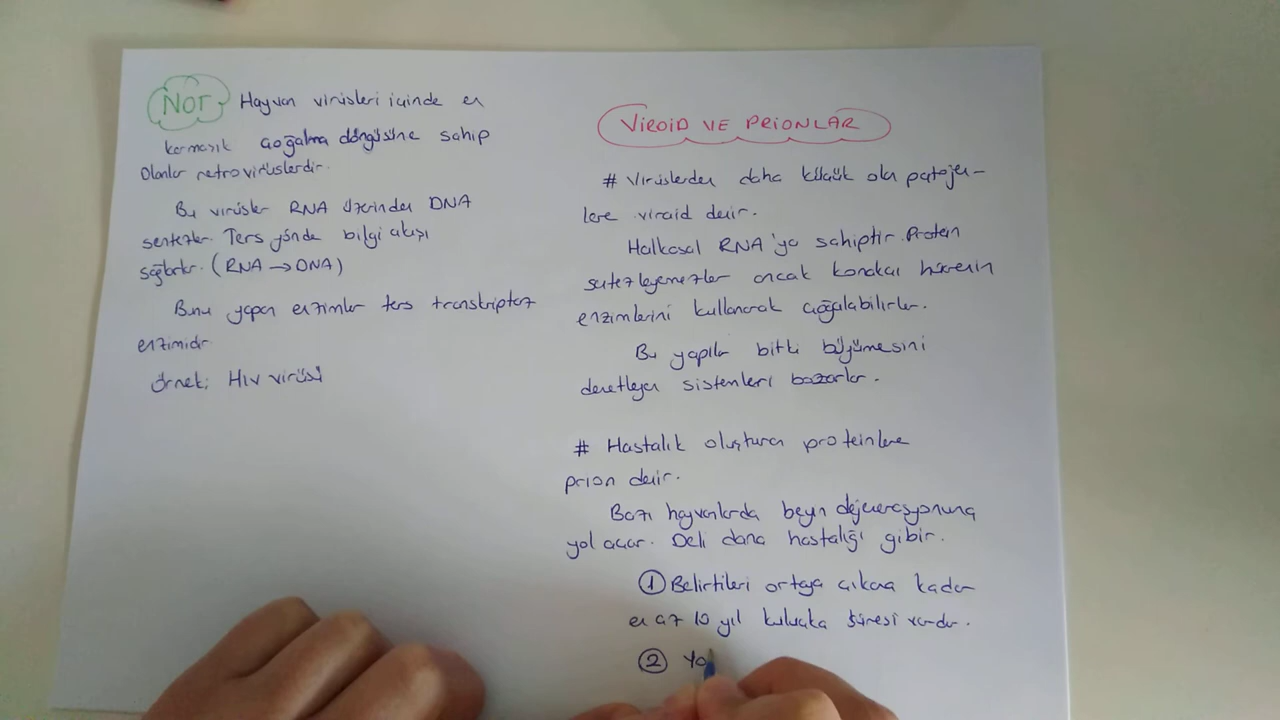 NOT Hayvan virüsleri içinde en
karmaşık çoğalma döngüsüne sahip
olanlar retrovirüslerdir.
Bu virüsler RNA üzerinden DNA
sentezler. Ters yönde bilgi akışı
sağlarlar. (RNA → DNA)
Bunu yapan enzimler ters transkriptaz
enzimidir
Örnek; HIV virüsü
VİROİD VE PRİONLAR
# Virüslerden daha küçük olan patojen-
lere viroid denir.
Halkasal RNA'ya sahiptir. Protein
sentezleyemezler ancak konakçı hücrenin
enzimlerini kullanarak çoğalabilirler.
Bu yapılar bitki büyümesini
denetleyen sistemleri bozarlar.
# Hastalık oluşturan proteinlere
prion denir.
Bazı hayvanlarda beyin dejenerasyonuna
yol açar. Deli dana hastalığı gibir.
① Belirtileri ortaya çıkana kadar
en az 10 yıl kuluçka süresi vardır.
② Ya